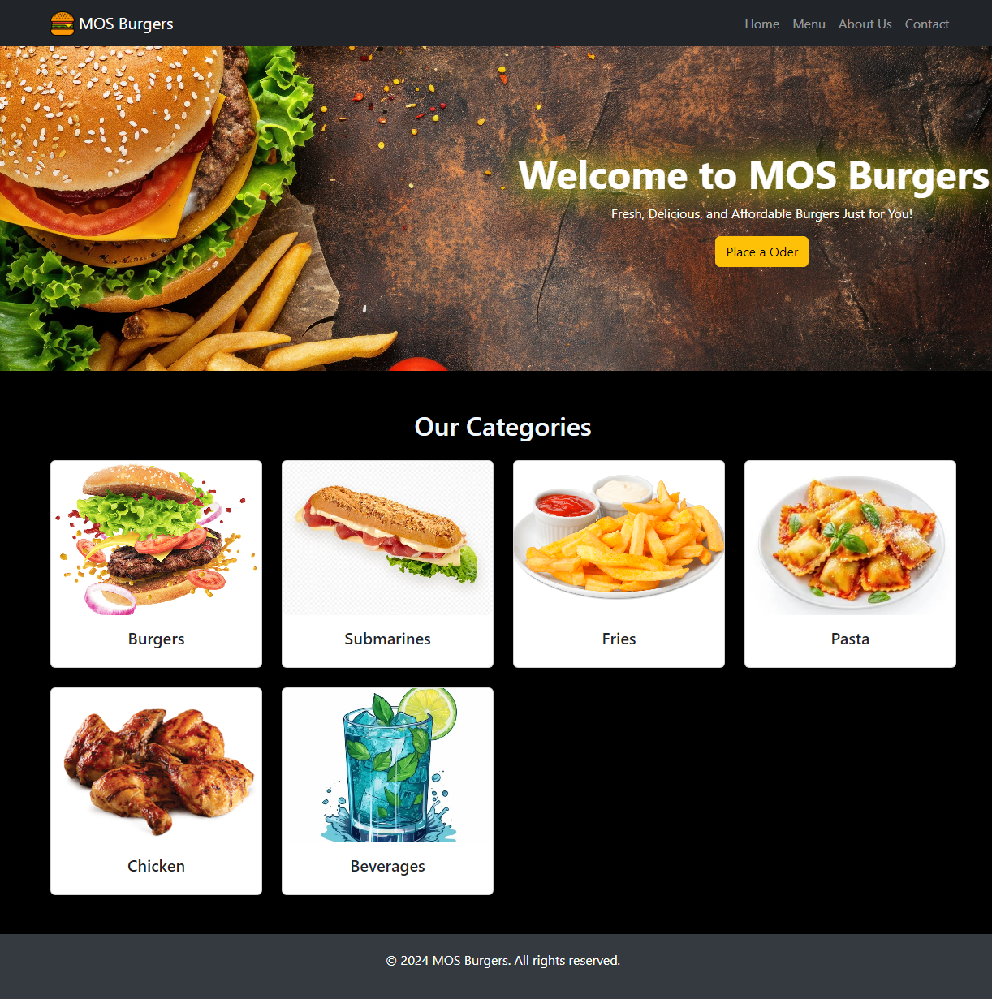 MOS Burgers
Home Menu About Us Contact
Welcome to MOS Burgers
Fresh, Delicious, and Affordable Burgers Just for You!
Place a Oder
Our Categories
Burgers
Submarines
Fries
Pasta
Chicken
Beverages
© 2024 MOS Burgers. All rights reserved.